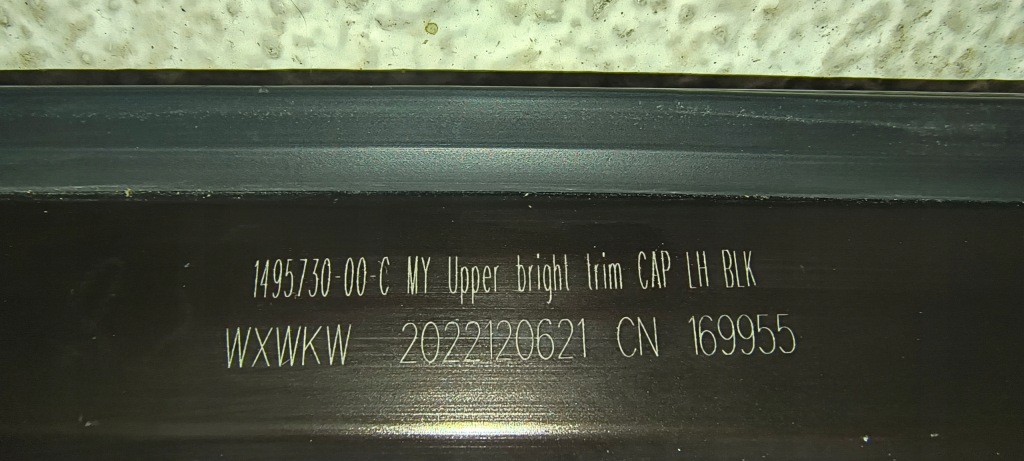 1495730-00-C MY Upper bright trim CAP LH BLK
WXWKW 2022120621 CN 169955